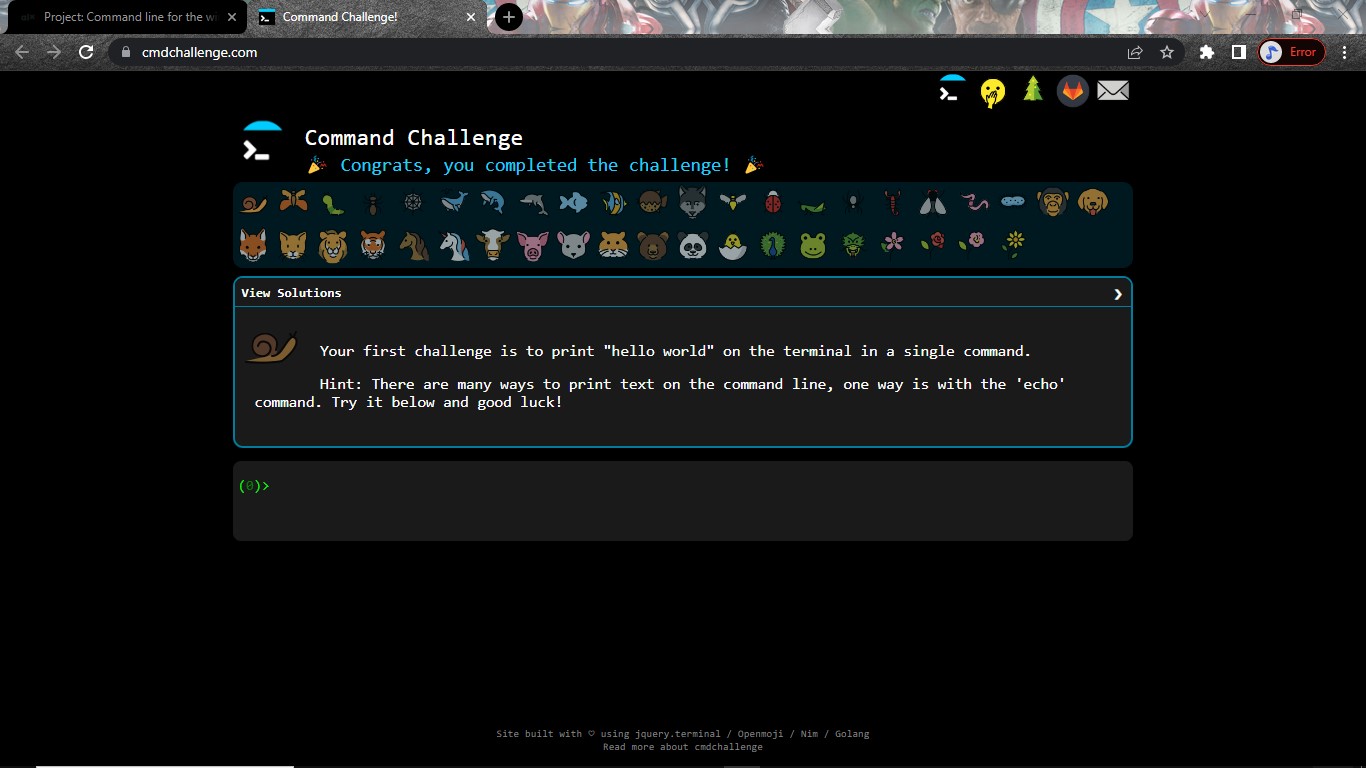 Project: Command line for the w
Command Challenge!
cmdchallenge.com
Error
Command Challenge
Congrats, you completed the challenge!
View Solutions
Your first challenge is to print "hello world" on the terminal in a single command.
Hint: There are many ways to print text on the command line, one way is with the 'echo'
command. Try it below and good luck!
(0)>
Site built with ♡ using jquery.terminal / Openmoji / Nim / Golang
Read more about cmdchallenge